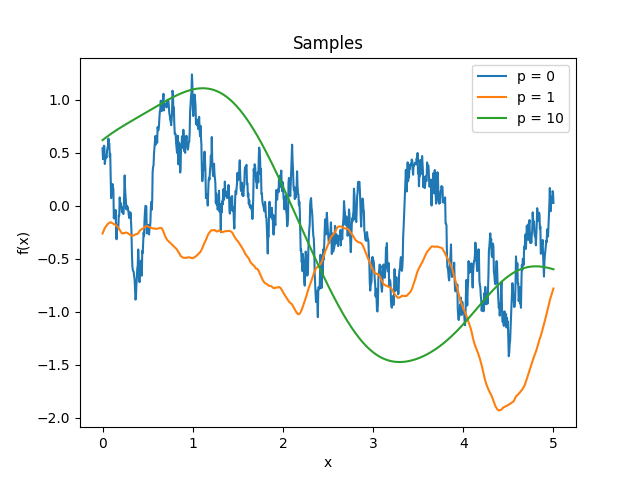 Samples
p = 0
p = 1
p = 10
1.0
0.5
0.0
−0.5
−1.0
−1.5
−2.0
f(x)
0 1 2 3 4 5
x